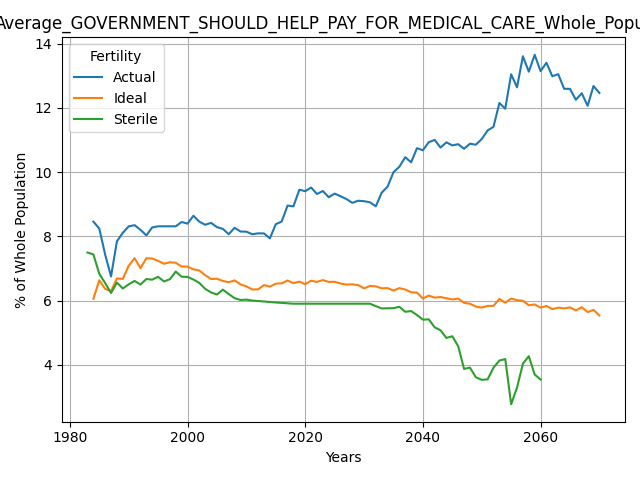 Average_GOVERNMENT_SHOULD_HELP_PAY_FOR_MEDICAL_CARE_Whole_Popu
Fertility
Actual
Ideal
Sterile
% of Whole Population
14
12
10
8
6
4
1980 2000 2020 2040 2060
Years